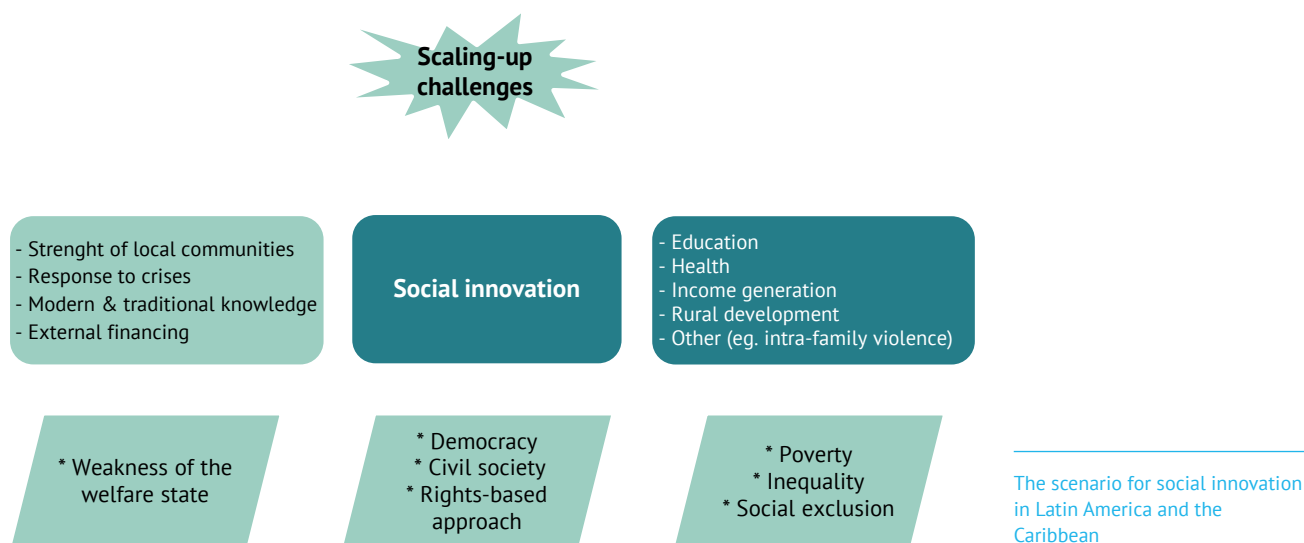 Scaling-up
challenges
- Strenght of local communities
- Response to crises
- Modern & traditional knowledge
- External financing
Social innovation
- Education
- Health
- Income generation
- Rural development
- Other (eg. intra-family violence)
* Weakness of the
welfare state
* Democracy
* Civil society
* Rights-based
approach
* Poverty
* Inequality
* Social exclusion
The scenario for social innovation
in Latin America and the
Caribbean